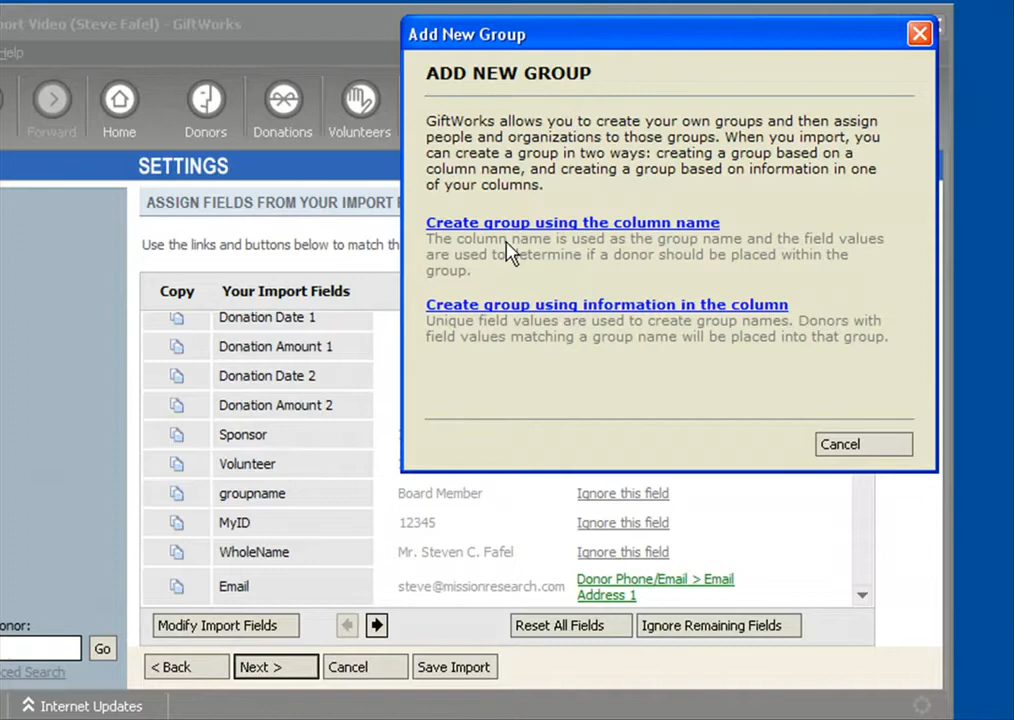 port Video (Steve Fafel) - GiftWorks
Help
Forward
Home
Donors
Donations
Volunteers
SETTINGS
ASSIGN FIELDS FROM YOUR IMPORT F
Use the links and buttons below to match th
Copy
Your Import Fields
Donation Date 1
Donation Amount 1
Donation Date 2
Donation Amount 2
Sponsor
Volunteer
groupname
Board Member
Ignore this field
MyID
12345
Ignore this field
WholeName
Mr. Steven C. Fafel
Ignore this field
Email
steve@missionresearch.com
Donor Phone/Email > Email
Address 1
Modify Import Fields
Reset All Fields
Ignore Remaining Fields
< Back
Next >
Cancel
Save Import
onor:
Go
ced Search
Internet Updates
Add New Group
ADD NEW GROUP
GiftWorks allows you to create your own groups and then assign
people and organizations to those groups. When you import, you
can create a group in two ways: creating a group based on a
column name, and creating a group based on information in one
of your columns.
Create group using the column name
The column name is used as the group name and the field values
are used to determine if a donor should be placed within the
group.
Create group using information in the column
Unique field values are used to create group names. Donors with
field values matching a group name will be placed into that group.
Cancel